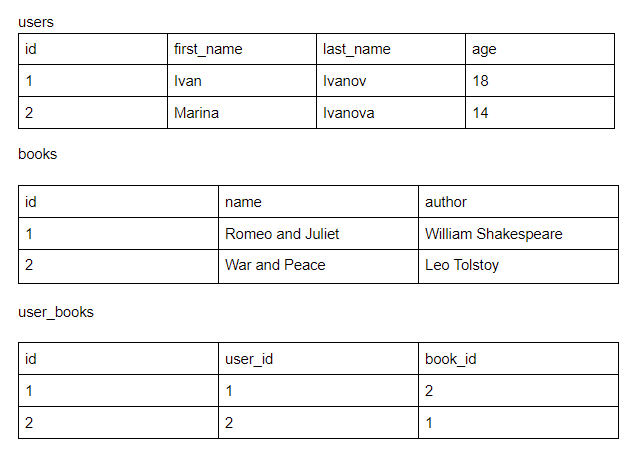 users
id first_name last_name age
1 Ivan Ivanov 18
2 Marina Ivanova 14
books
id name author
1 Romeo and Juliet William Shakespeare
2 War and Peace Leo Tolstoy
user_books
id user_id book_id
1 1 2
2 2 1